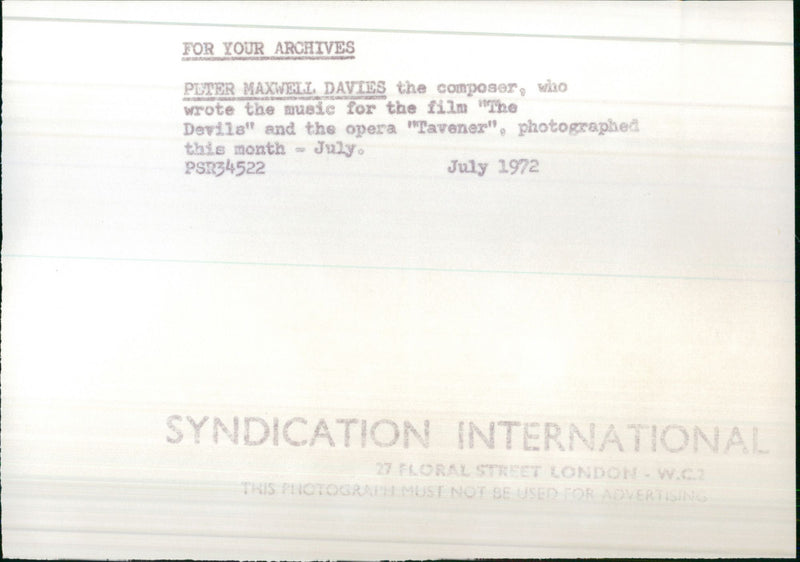 FOR YOUR ARCHIVES
PETER MAXWELL DAVIES the composer, who
wrote the music for the film "The
Devils" and the opera "Tavener", photographed
this month - July.
PSR34522 July 1972
SYNDICATION INTERNATIONAL
27 FLORAL STREET LONDON - W.C.2
THIS PHOTOGRAPH MUST NOT BE USED FOR ADVERTISING